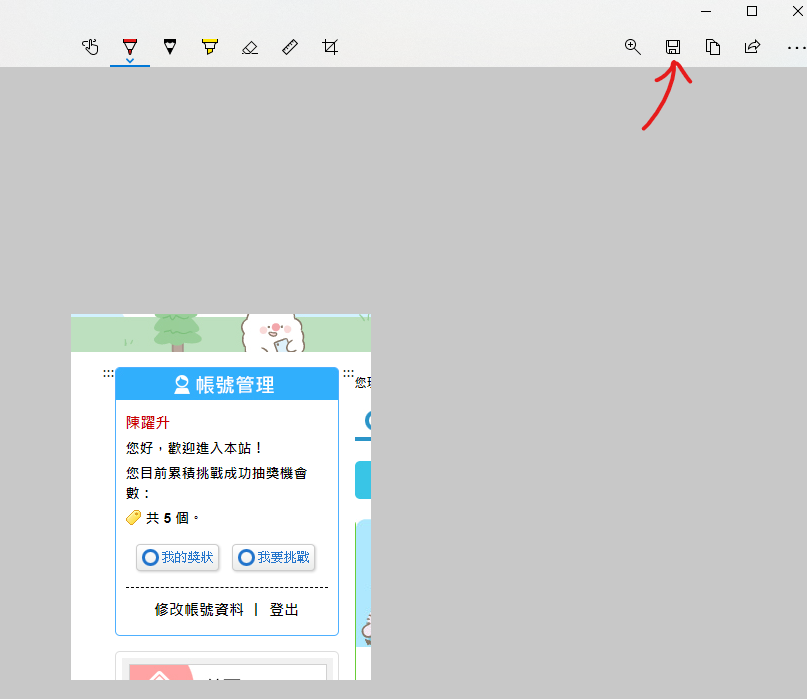 帳號管理
陳躍升
您好，歡迎進入本站！
您目前累積挑戰成功抽獎機會
數：
共 5 個。
我的獎狀 我要挑戰
修改帳號資料 | 登出
您